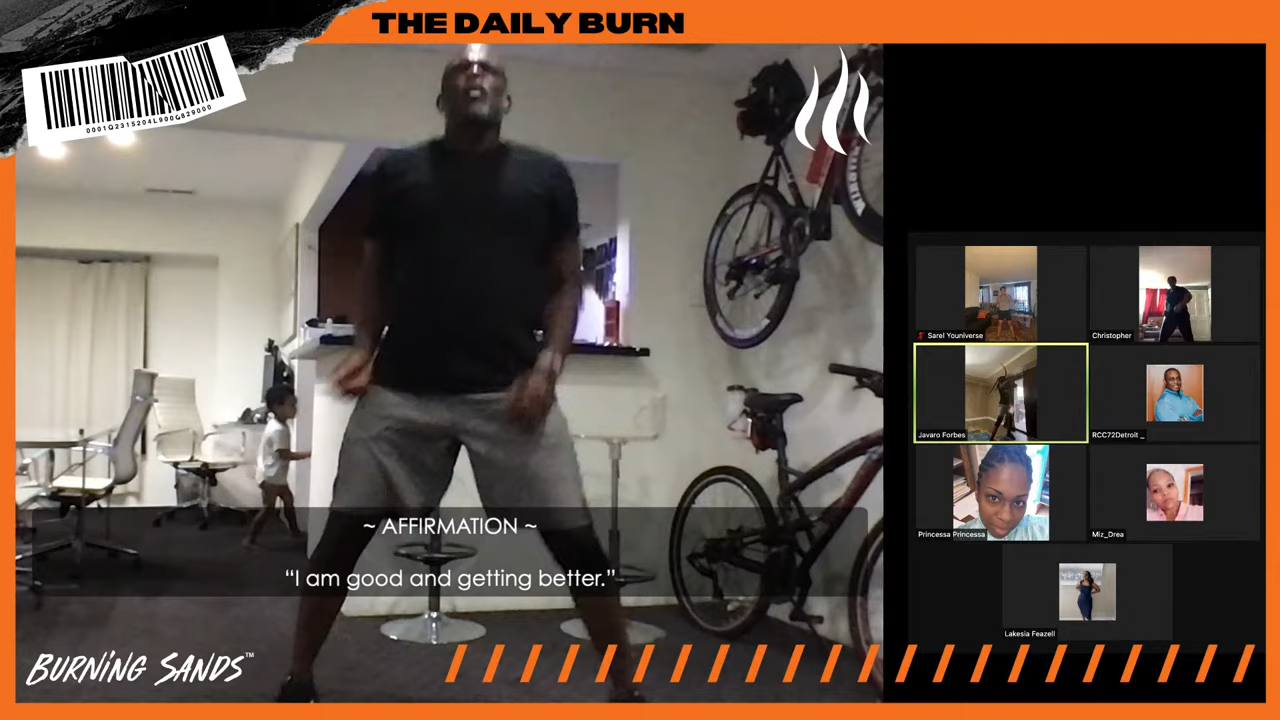 THE DAILY BURN
~ AFFIRMATION ~
“I am good and getting better.”
BURNING SANDS™
Sarel Youniverse
Christopher
Javaro Forbes
RCC72Detroit _
Princessa Princessa
Miz_Drea
Lakesia Feazell